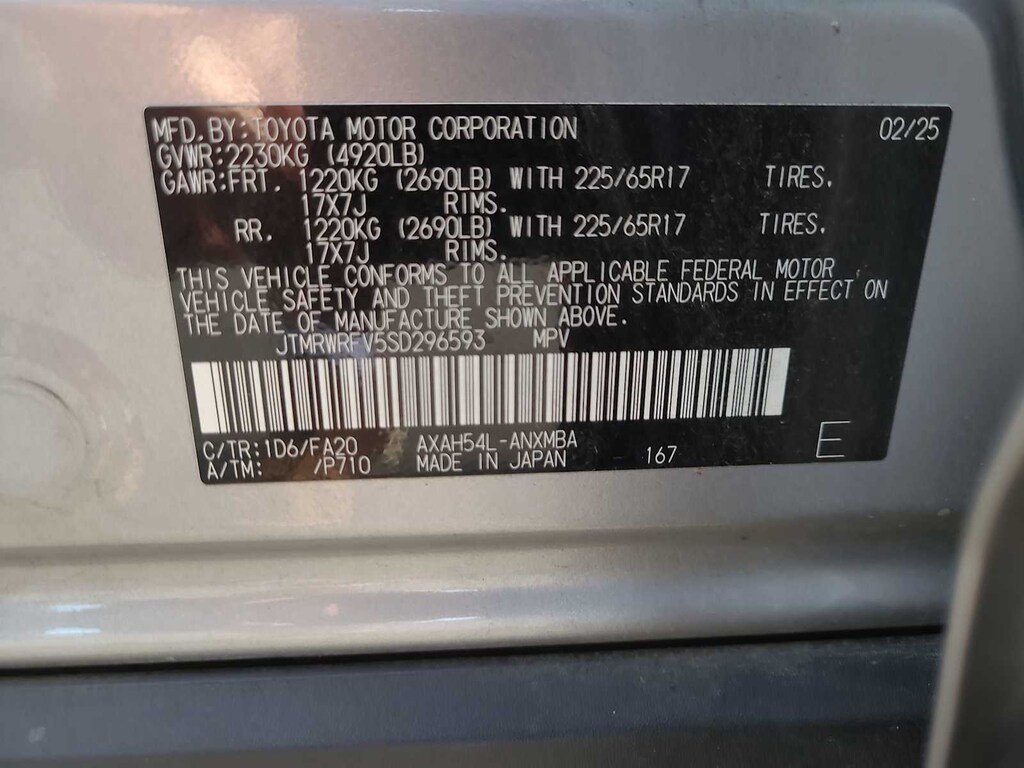 MFD. BY: TOYOTA MOTOR CORPORATION 02/25
GVWR: 2230KG (4920LB)
GAWR: FRT. 1220KG (2690LB) WITH 225/65R17 TIRES.
17X7J RIMS.
RR. 1220KG (2690LB) WITH 225/65R17 TIRES.
17X7J RIMS.
THIS VEHICLE CONFORMS TO ALL APPLICABLE FEDERAL MOTOR
VEHICLE SAFETY AND THEFT PREVENTION STANDARDS IN EFFECT ON
THE DATE OF MANUFACTURE SHOWN ABOVE.
JTMRWRFV5SD296593 MPV
C/TR: 1D6/FA20 AXAH54L-ANXMBA
A/TM: /P710 MADE IN JAPAN 167 E